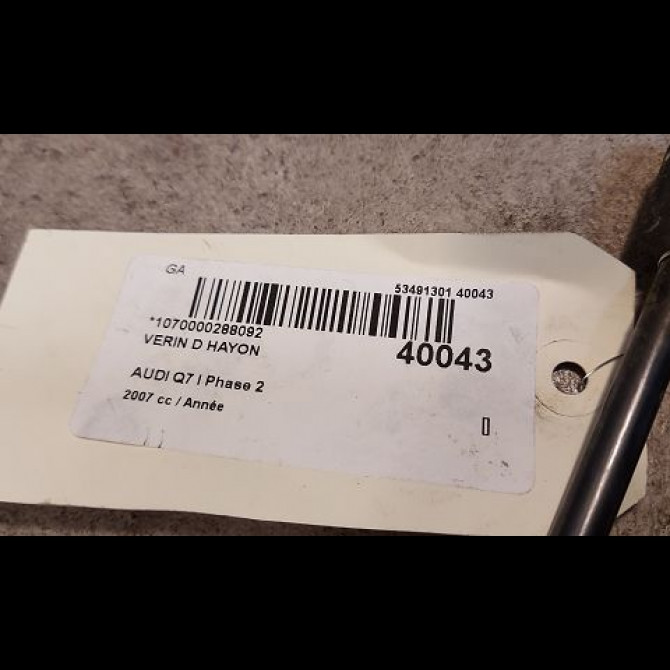 GA
53491301 40043
*1070000288092
VERIN D HAYON
40043
AUDI Q7 I Phase 2
2007 cc / Année